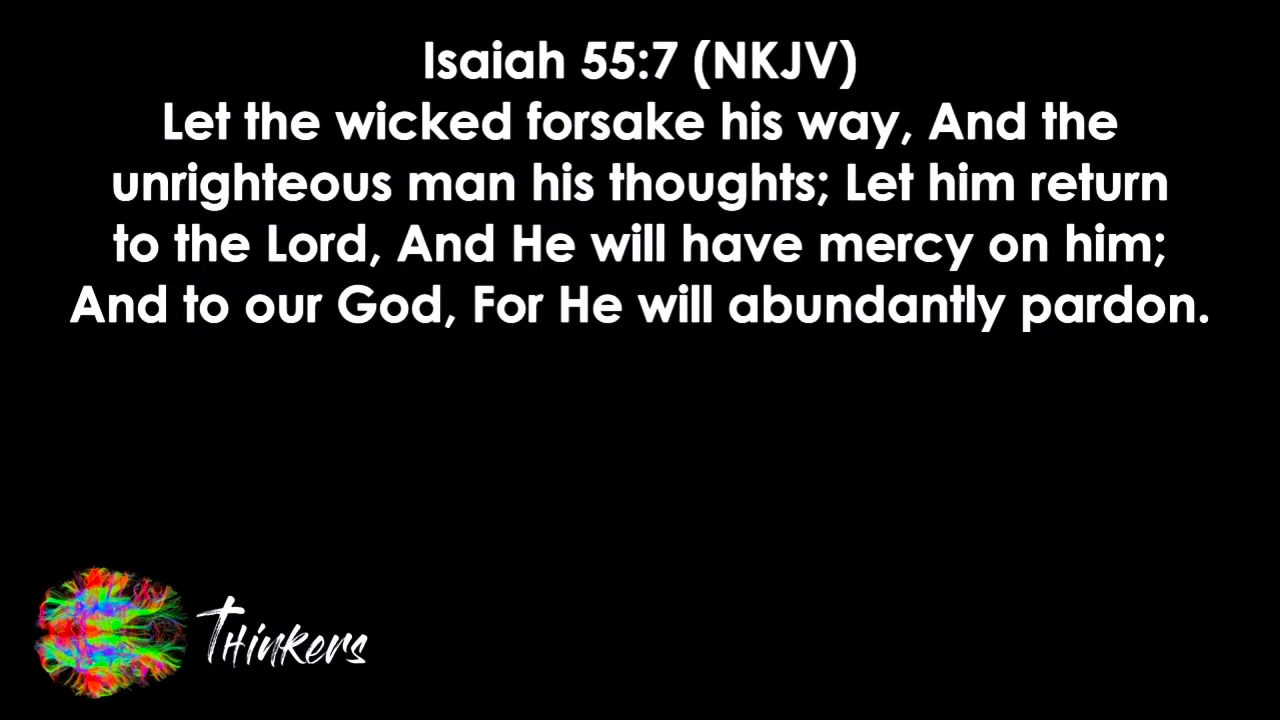 Isaiah 55:7 (NKJV)
Let the wicked forsake his way, And the
unrighteous man his thoughts; Let him return
to the Lord, And He will have mercy on him;
And to our God, For He will abundantly pardon.
THinkers